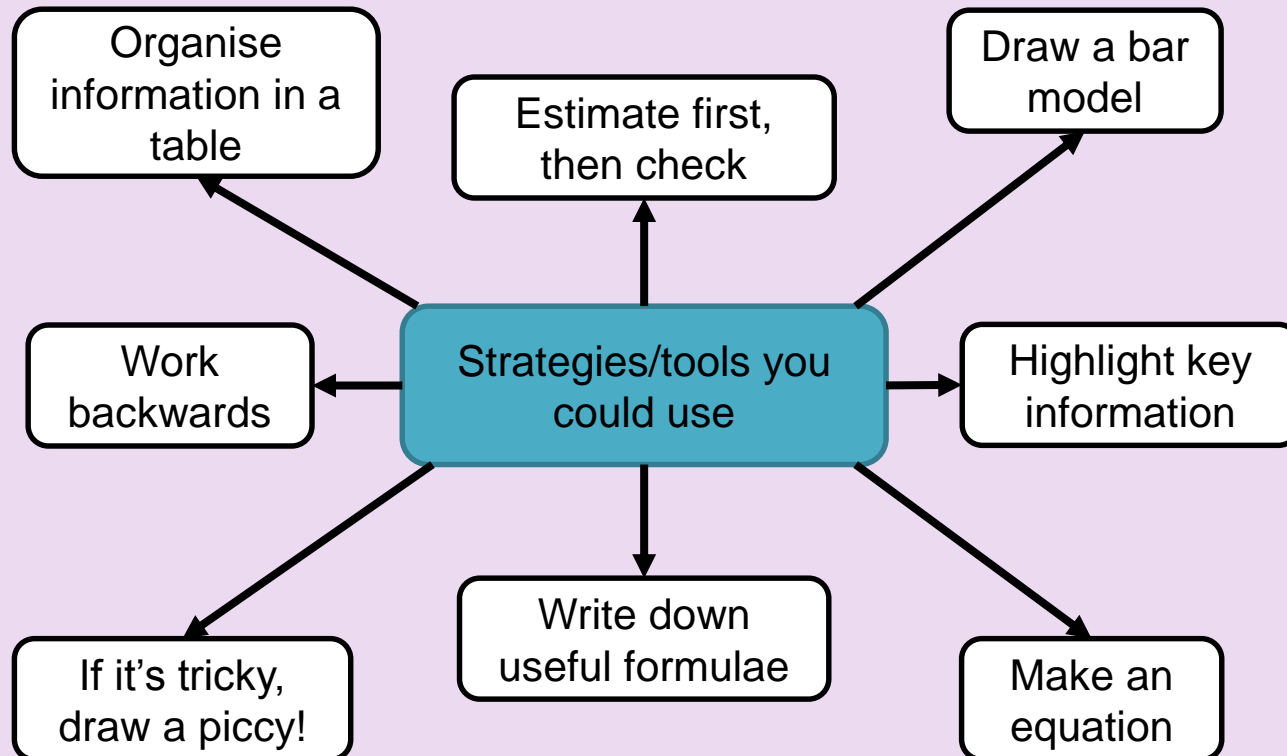 Organise
information in a
table
Estimate first,
then check
Draw a bar
model
Work
backwards
Strategies/tools you
could use
Highlight key
information
If it’s tricky,
draw a piccy!
Write down
useful formulae
Make an
equation